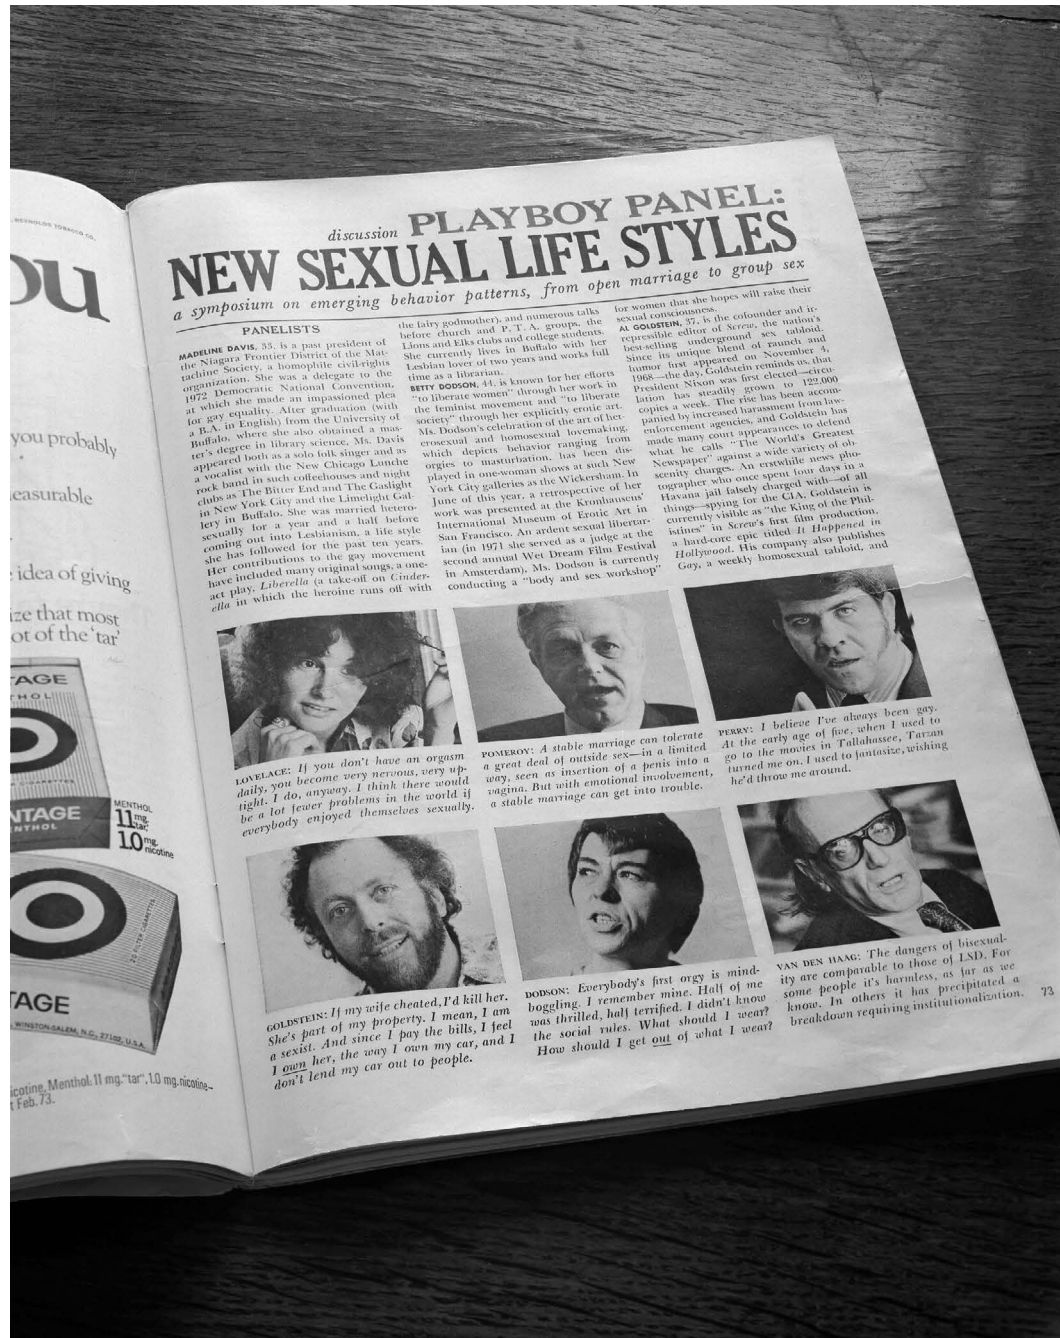 REYNOLDS TOBACCO CO.
ou
you probably
easurable
idea of giving
ize that most
ot of the 'tar'
TAGE
HOL
NTAGE
NTHOL
MENTHOL
11 mg.
"tar"
1.0 mg.
nicotine
20 FILTER CIGARETTES
TAGE
WINSTON-SALEM, N.C. 27102, U.S.A.
icotine, Menthol: 11 mg. "tar", 1.0 mg. nicotine–
Feb. 73.
discussion PLAYBOY PANEL:
NEW SEXUAL LIFE STYLES
a symposium on emerging behavior patterns, from open marriage to group sex
PANELISTS
MADELINE DAVIS, 33, is a past president of
the Niagara Frontier District of the Mat-
tachine Society, a homophile civil-rights
organization. She was a delegate to the
1972 Democratic National Convention,
at which she made an impassioned plea
for gay equality. After graduation (with
a B.A. in English) from the University of
Buffalo, where she also obtained a mas-
ter's degree in library science, Ms. Davis
appeared both as a solo folk singer and as
a vocalist with the New Chicago Lunche
rock band in such coffeehouses and night
clubs as The Bitter End and The Gaslight
in New York City and the Limelight Gal-
lery in Buffalo. She was married hetero-
sexually for a year and a half before
coming out into Lesbianism, a life style
she has followed for the past ten years.
Her contributions to the gay movement
have included many original songs, a one-
act play, Liberella (a take-off on Cinder-
ella in which the heroine runs off with
the fairy godmother), and numerous talks
before church and P.T.A. groups, the
Lions and Elks clubs and college students.
She currently lives in Buffalo with her
Lesbian lover of two years and works full
time as a librarian.
BETTY DODSON, 44, is known for her efforts
"to liberate women" through her work in
the feminist movement and "to liberate
society" through her explicitly erotic art.
Ms. Dodson's celebration of the art of het-
erosexual and homosexual lovemaking,
which depicts behavior ranging from
orgies to masturbation, has been dis-
played in one-woman shows at such New
York City galleries as the Wickersham. In
June of this year, a retrospective of her
work was presented at the Kronhausens'
International Museum of Erotic Art in
San Francisco. An ardent sexual libertar-
ian (in 1971 she served as a judge at the
second annual Wet Dream Film Festival
in Amsterdam), Ms. Dodson is currently
conducting a "body and sex workshop"
for women that she hopes will raise their
sexual consciousness.
AL GOLDSTEIN, 37, is the cofounder and ir-
repressible editor of Screw, the nation's
best-selling underground sex tabloid.
Since its unique blend of raunch and
humor first appeared on November 4,
1968—the day, Goldstein reminds us, that
President Nixon was first elected—circu-
lation has steadily grown to 122,000
copies a week. The rise has been accom-
panied by increased harassment from law-
enforcement agencies, and Goldstein has
made many court appearances to defend
what he calls "The World's Greatest
Newspaper" against a wide variety of ob-
scenity charges. An erstwhile news pho-
tographer who once spent four days in a
Havana jail falsely charged with—of all
things—spying for the CIA, Goldstein is
currently visible as "the King of the Phil-
istines" in Screw's first film production,
a hard-core epic titled It Happened in
Hollywood. His company also publishes
Gay, a weekly homosexual tabloid, and
LOVELACE: If you don't have an orgasm
daily, you become very nervous, very up-
tight. I do, anyway. I think there would
be a lot fewer problems in the world if
everybody enjoyed themselves sexually.
POMEROY: A stable marriage can tolerate
a great deal of outside sex—in a limited
way, seen as insertion of a penis into a
vagina. But with emotional involvement,
a stable marriage can get into trouble.
PERRY: I believe I've always been gay.
At the early age of five, when I used to
go to the movies in Tallahassee, Tarzan
turned me on. I used to fantasize, wishing
he'd throw me around.
GOLDSTEIN: If my wife cheated, I'd kill her.
She's part of my property. I mean, I am
a sexist. And since I pay the bills, I feel
I own her, the way I own my car, and I
don't lend my car out to people.
DODSON: Everybody's first orgy is mind-
boggling. I remember mine. Half of me
was thrilled, half terrified. I didn't know
the social rules. What should I wear?
How should I get out of what I wear?
VAN DEN HAAG: The dangers of bisexual-
ity are comparable to those of LSD. For
some people it's harmless, as far as we
know. In others it has precipitated a
breakdown requiring institutionalization.
73